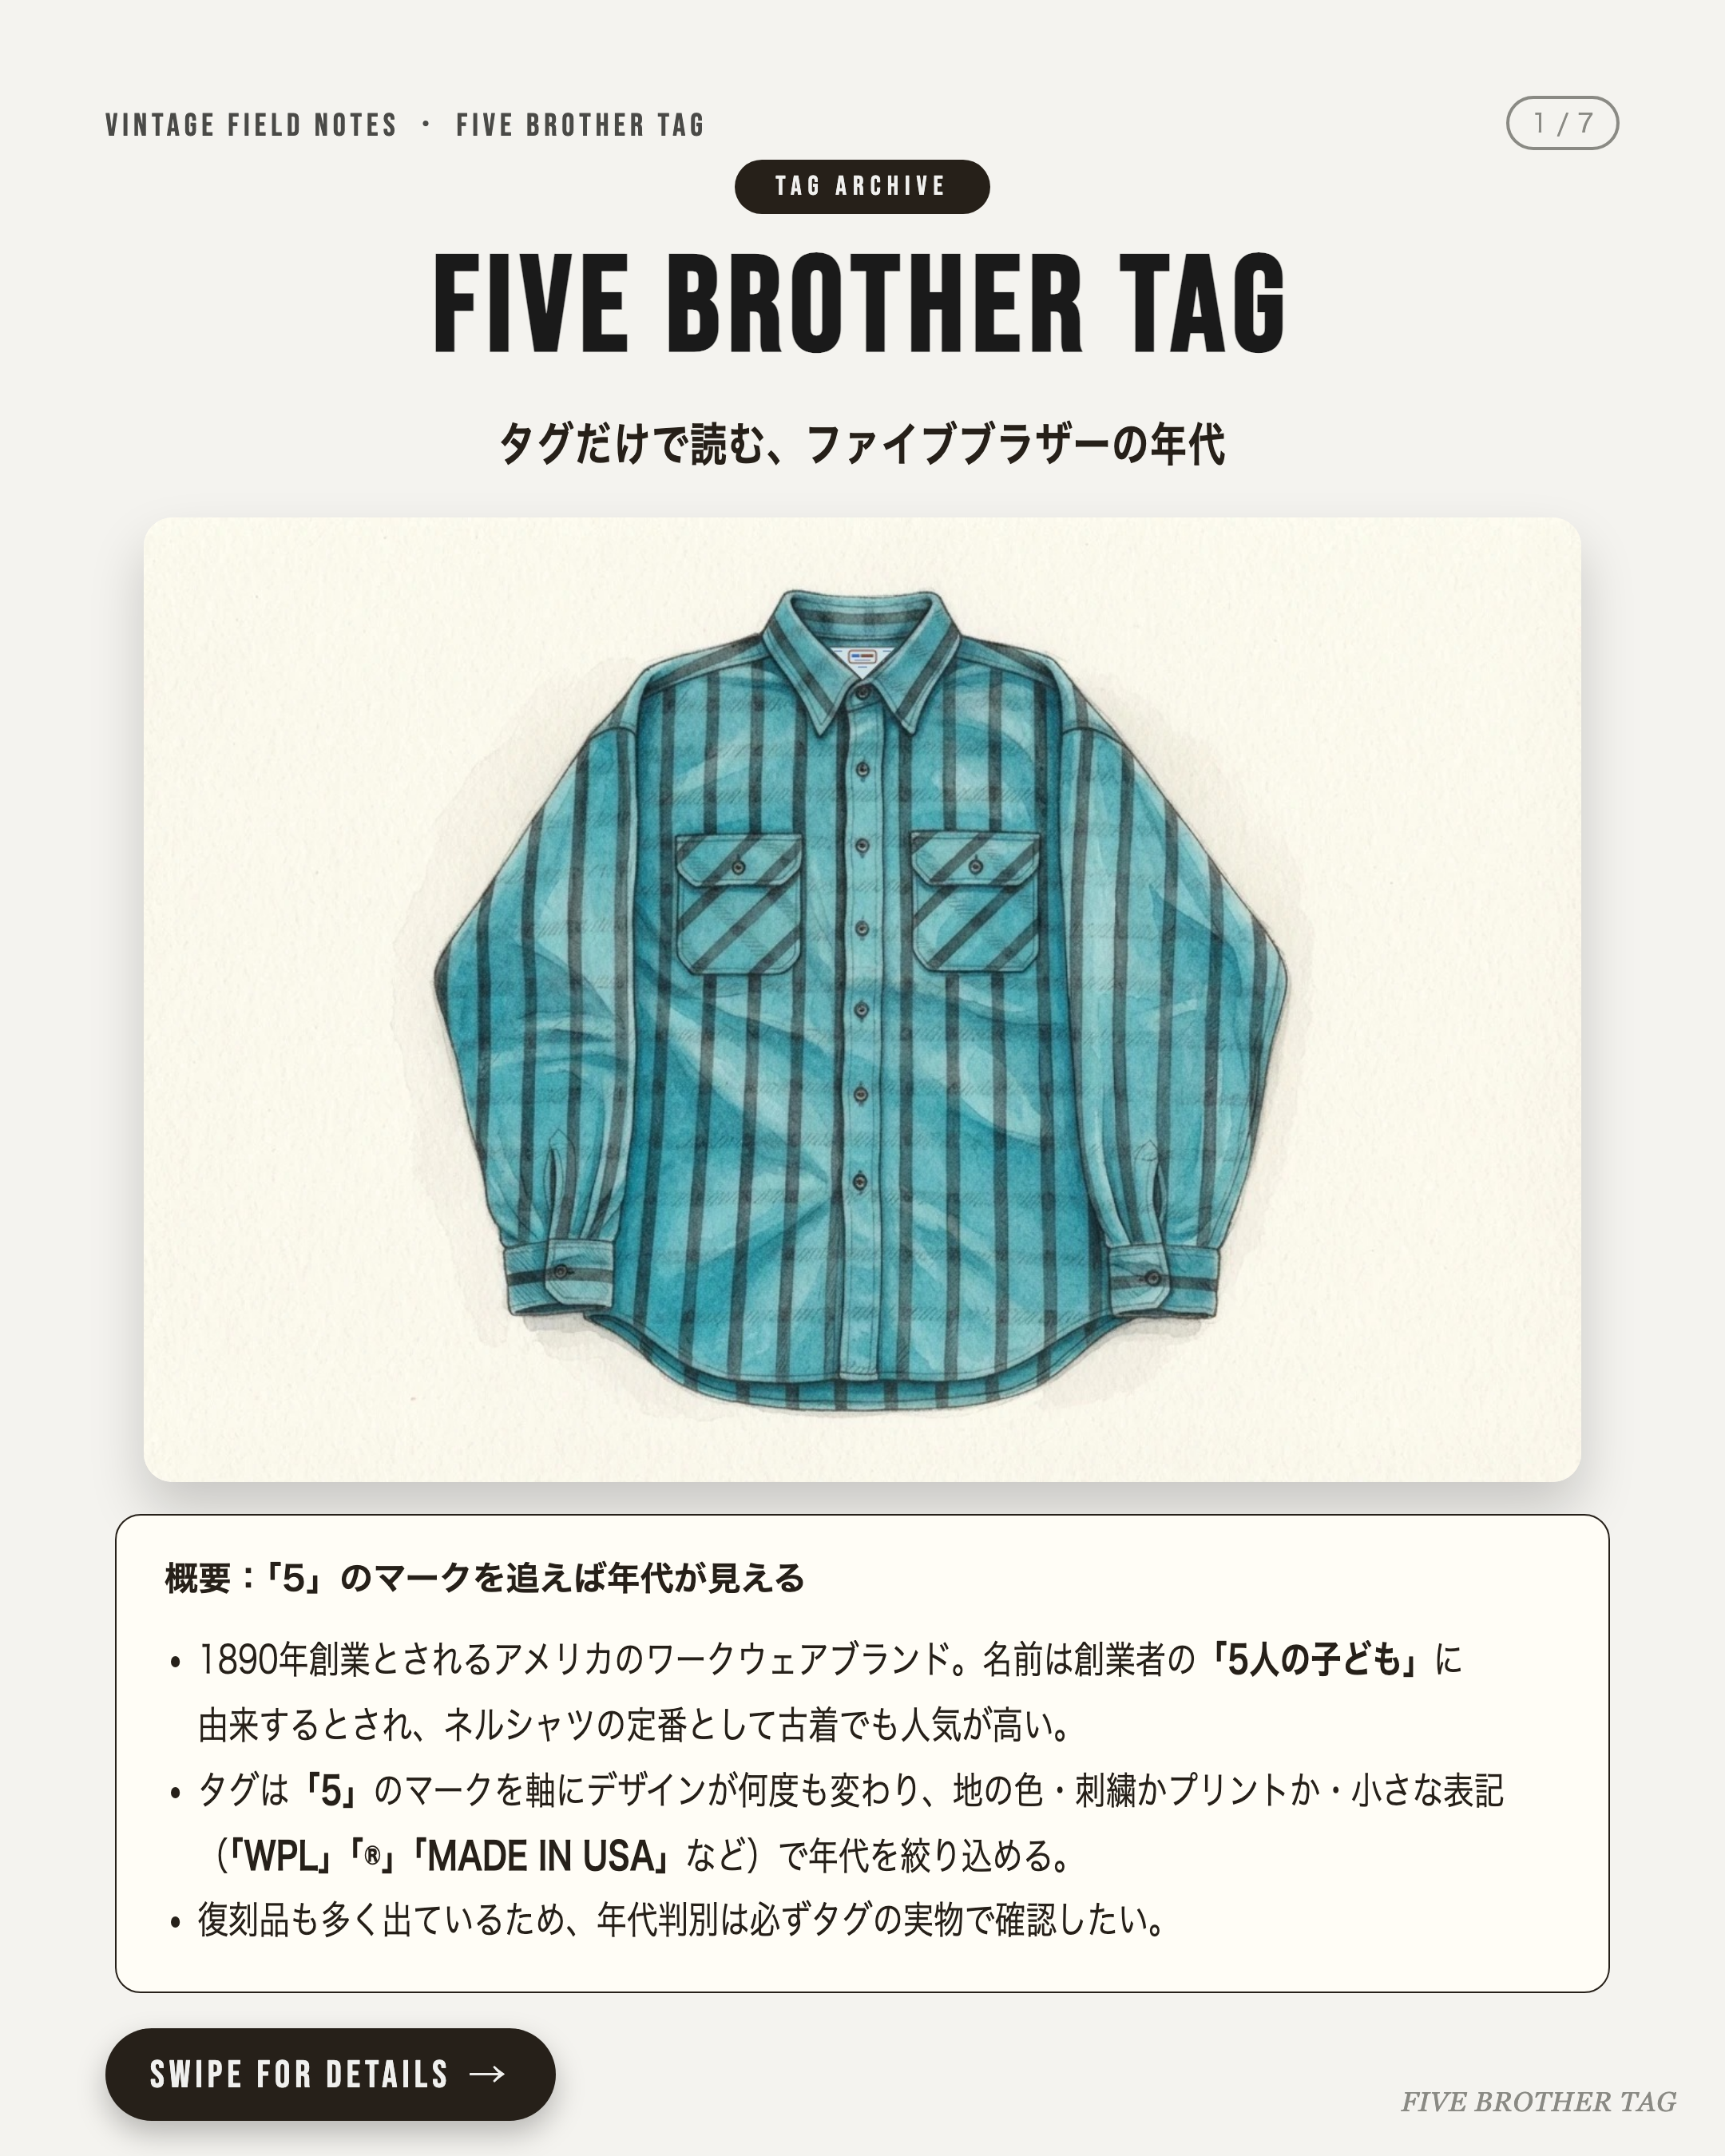 VINTAGE FIELD NOTES ・ FIVE BROTHER TAG
1 / 7
TAG ARCHIVE
FIVE BROTHER TAG
タグだけで読む、ファイブブラザーの年代
概要：「5」のマークを追えば年代が見える
• 1890年創業とされるアメリカのワークウェアブランド。名前は創業者の「5人の子ども」に
由来するとされ、ネルシャツの定番として古着でも人気が高い。
• タグは「5」のマークを軸にデザインが何度も変わり、地の色・刺繍かプリントか・小さな表記
（「WPL」「®」「MADE IN USA」など）で年代を絞り込める。
• 復刻品も多く出ているため、年代判別は必ずタグの実物で確認したい。
SWIPE FOR DETAILS →
FIVE BROTHER TAG